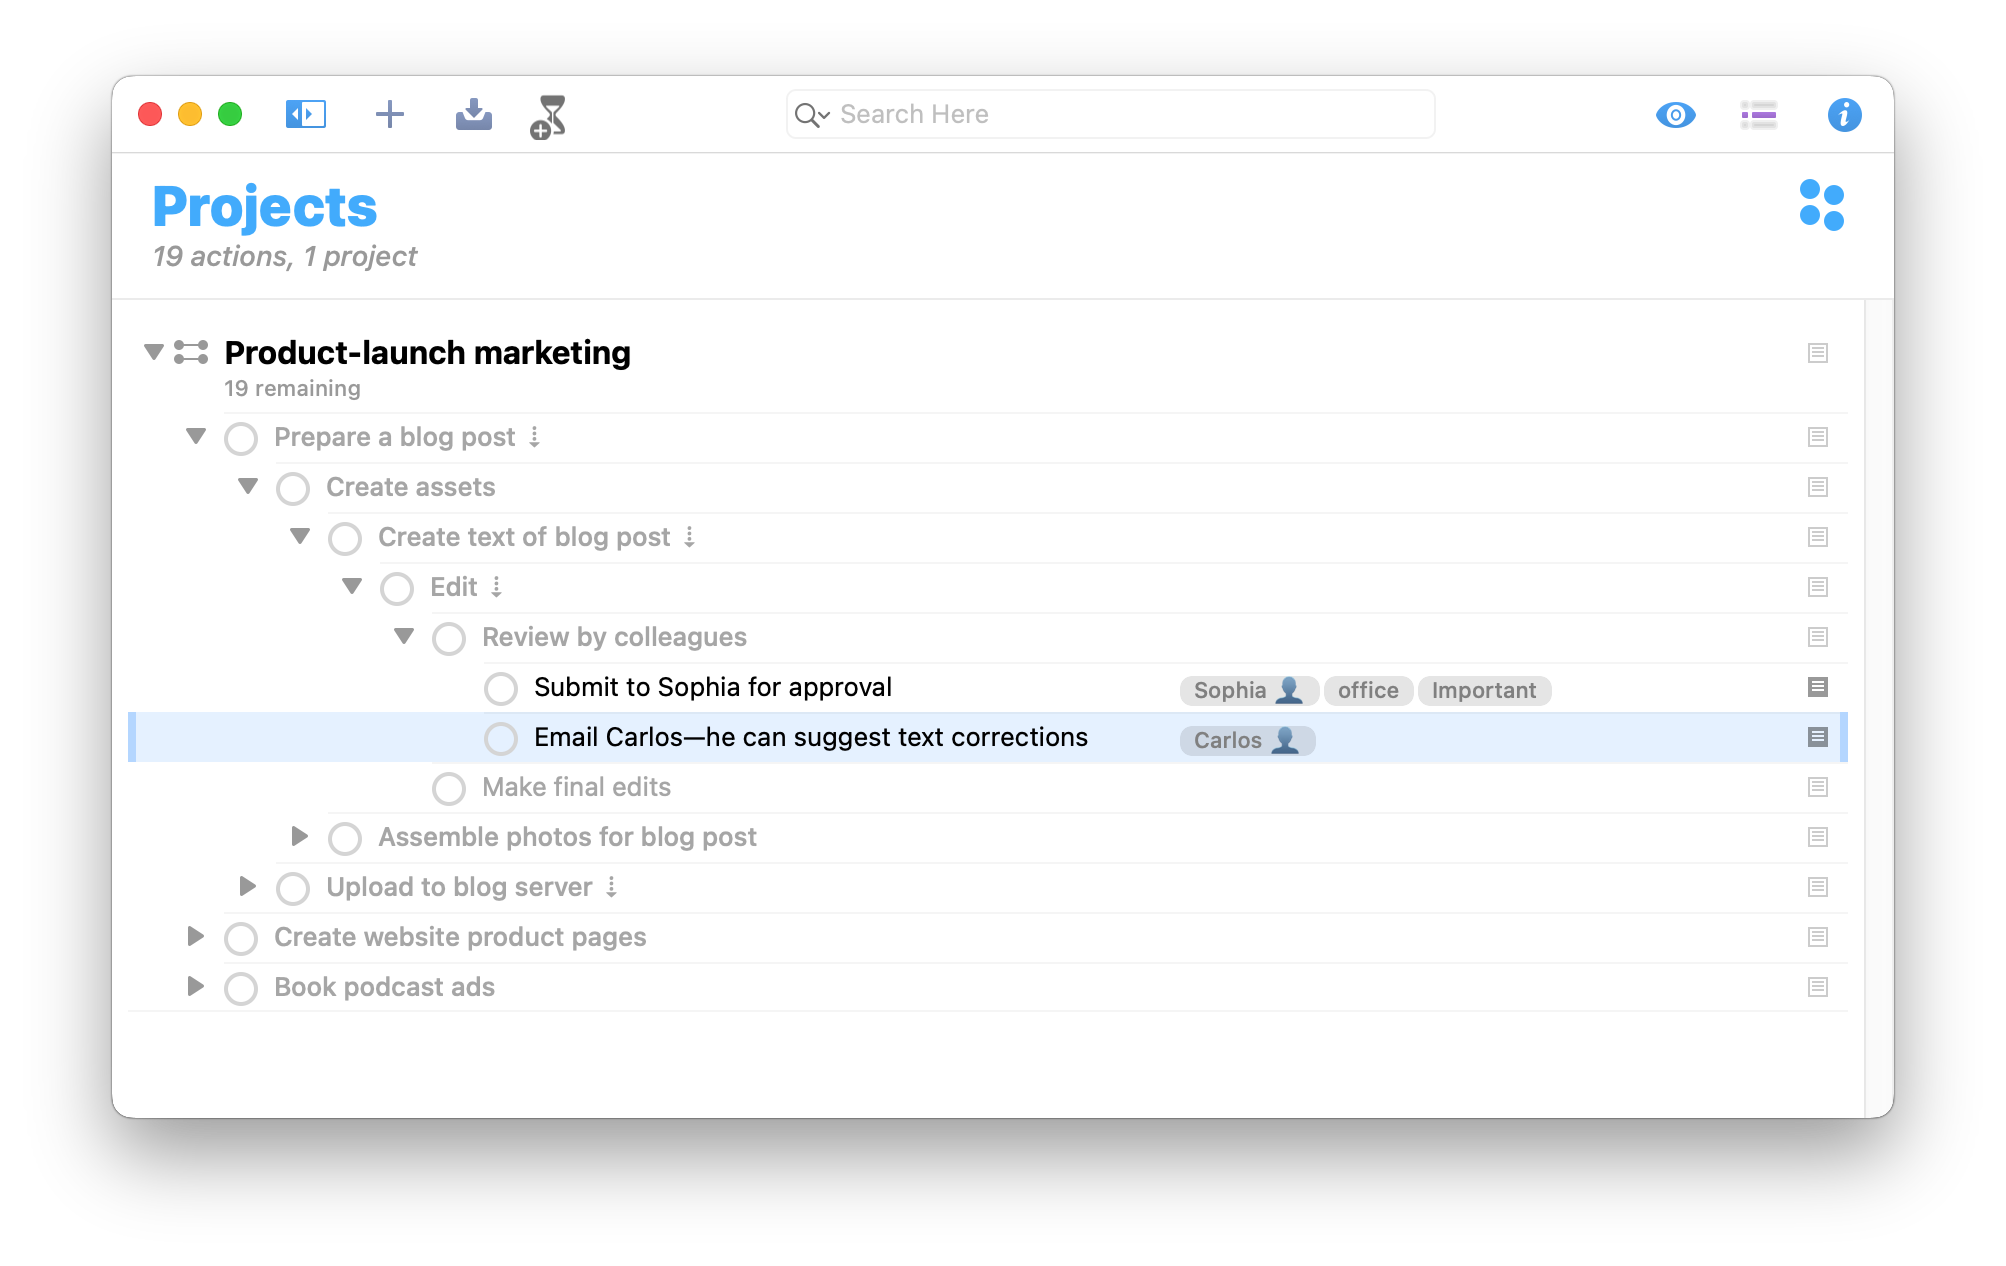 Search Here
Projects
19 actions, 1 project
Product-launch marketing
19 remaining
Prepare a blog post
Create assets
Create text of blog post
Edit
Review by colleagues
Submit to Sophia for approval Sophia 👤 office Important
Email Carlos—he can suggest text corrections Carlos 👤
Make final edits
Assemble photos for blog post
Upload to blog server
Create website product pages
Book podcast ads